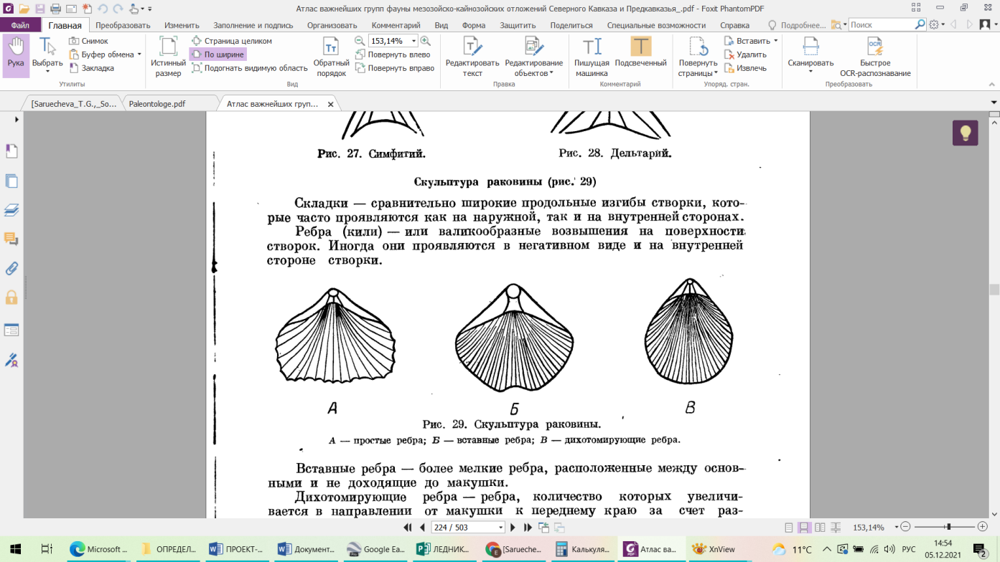 Атлас важнейших групп фауны мезозойско-кайнозойских отложений Северного Кавказа и Предкавказья_.pdf - Foxit PhantomPDF
Файл Главная Преобразовать Изменить Заполнение и подпись Организовать Комментарий Вид Форма Защитить Поделиться Специальные возможности Справка Подробнее... Поиск
Рука
Выбрать
Снимок
Буфер обмена
Закладка
Утилиты
Истинный
размер
Страница целиком
По ширине
Подогнать видимую область
Обратный
порядок
153,14%
Повернуть влево
Повернуть вправо
Вид
Редактировать
текст
Редактирование
объектов
Правка
Пишущая
машинка
Подсвеченный
Комментарий
Повернуть
страницы
Вставить
Удалить
Извлечь
Упоряд. стран.
Сканировать
Быстрое
OCR-распознавание
Преобразовать
[Saruecheva_T.G.,_So... Paleontologe.pdf Атлас важнейших груп...
Рис. 27. Симфитий. Рис. 28. Дельтарий.
Скульптура раковины (рис. 29)
Складки — сравнительно широкие продольные изгибы створки, кото-
рые часто проявляются как на наружной, так и на внутренней сторонах.
Ребра (кили) — или валикообразные возвышения на поверхности
створок. Иногда они проявляются в негативном виде и на внутренней
стороне створки.
А Б В
Рис. 29. Скульптура раковины.
А — простые ребра; Б — вставные ребра; В — дихотомирующие ребра.
Вставные ребра — более мелкие ребра, расположенные между основ-
ными и не доходящие до макушки.
Дихотомирующие ребра — ребра, количество которых увеличи-
вается в направлении от макушки к переднему краю за счет раз-
224 / 503 153,14%
Microsoft ... ОПРЕДЕЛ... ПРОЕКТ-... Документ... Google Ea... ЛЕДНИК... [Sarueche... Калькуля... Атлас ва... XnView 11°C РУС 14:54
05.12.2021 2